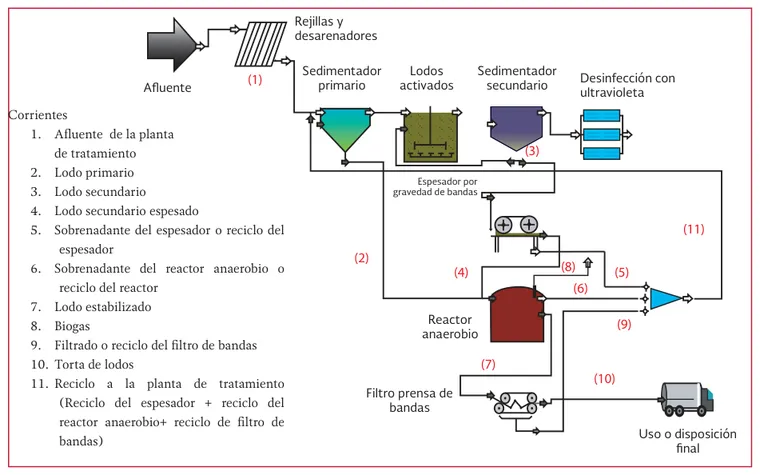 Rejillas y
desarenadores
Afluente
(1)
Sedimentador
primario
Lodos
activados
Sedimentador
secundario
Desinfección con
ultravioleta
Corrientes
1. Afluente de la planta
de tratamiento
2. Lodo primario
3. Lodo secundario
4. Lodo secundario espesado
5. Sobrenadante del espesador o reciclo del
espesador
6. Sobrenadante del reactor anaerobio o
reciclo del reactor
7. Lodo estabilizado
8. Biogas
9. Filtrado o reciclo del filtro de bandas
10. Torta de lodos
11. Reciclo a la planta de tratamiento
(Reciclo del espesador + reciclo del
reactor anaerobio+ reciclo de filtro de
bandas)
(3)
Espesador por
gravedad de bandas
(11)
(2)
(4)
(8)
(5)
(6)
Reactor
anaerobio
(9)
(7)
(10)
Filtro prensa de
bandas
Uso o disposición
final